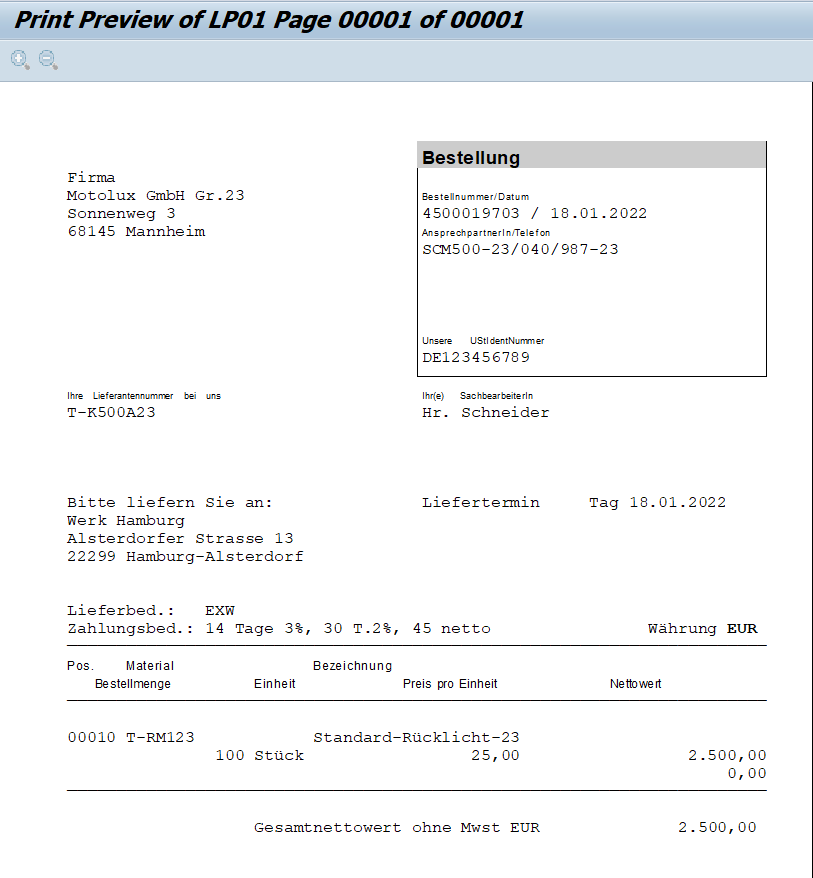 Print Preview of LP01 Page 00001 of 00001
Bestellung
Firma
Motolux GmbH Gr.23
Sonnenweg 3
68145 Mannheim
Bestellnummer/Datum
4500019703 / 18.01.2022
AnsprechpartnerIn/Telefon
SCM500-23/040/987-23
Unsere UStIdentNummer
DE123456789
Ihre Lieferantennummer bei uns
T-K500A23
Ihr(e) SachbearbeiterIn
Hr. Schneider
Bitte liefern Sie an:
Werk Hamburg
Alsterdorfer Strasse 13
22299 Hamburg-Alsterdorf
Liefertermin Tag 18.01.2022
Lieferbed.: EXW
Zahlungsbed.: 14 Tage 3%, 30 T.2%, 45 netto Währung EUR
Pos. Material Bezeichnung
Bestellmenge Einheit Preis pro Einheit Nettowert
00010 T-RM123 Standard-Rücklicht-23
100 Stück 25,00 2.500,00
0,00
Gesamtnettowert ohne Mwst EUR 2.500,00